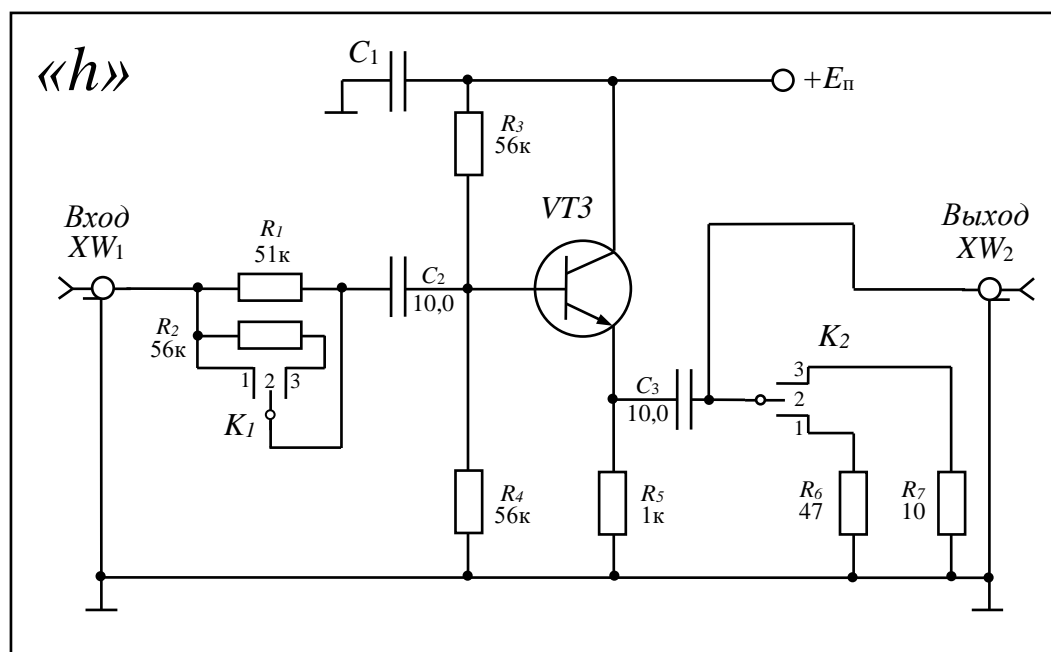 «h»
C1
+Eп
R3
56к
VT3
Вход
XW1
R1
51к
C2
10,0
Выход
XW2
R2
56к
1
2
3
K1
K2
3
2
1
C3
10,0
R4
56к
R5
1к
R6
47
R7
10